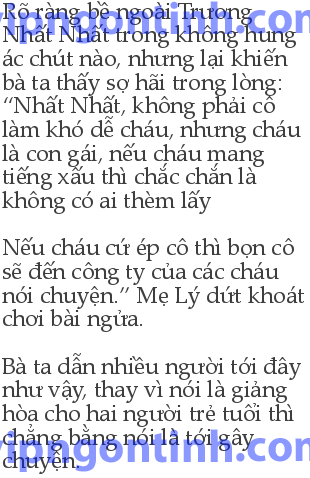 Rõ ràng bề ngoài Trương
Nhất Nhất trong không hung
ác chút nào, nhưng lại khiến
bà ta thấy sợ hãi trong lòng:
“Nhất Nhất, không phải cô
làm khó dễ cháu, nhưng cháu
là con gái, nếu cháu mang
tiếng xấu thì chắc chắn là
không có ai thèm lấy
Nếu cháu cứ ép cô thì bọn cô
sẽ đến công ty của các cháu
nói chuyện.” Mẹ Lý dứt khoát
chơi bài ngửa.
Bà ta dẫn nhiều người tới đây
như vậy, thay vì nói là giảng
hòa cho hai người trẻ tuổi thì
chẳng bằng nói là tới gây
chuyện.
vipngontinh.com